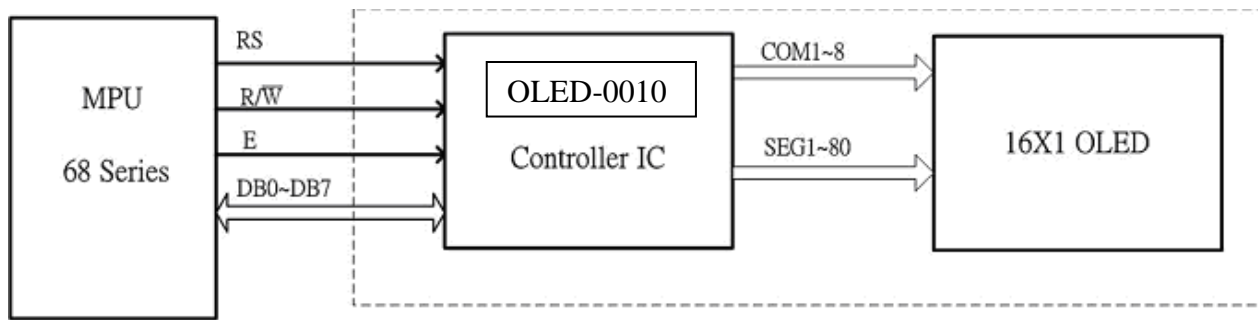 MPU
68 Series
RS
R/W̅
E
DB0~DB7
OLED-0010
Controller IC
COM1~8
SEG1~80
16X1 OLED